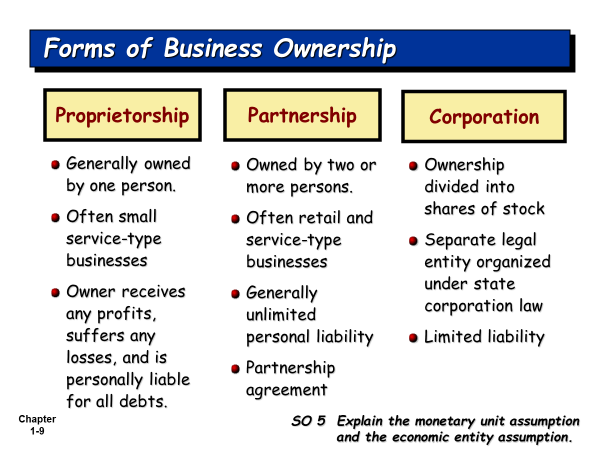 Forms of Business Ownership
Proprietorship
Generally owned
by one person.
Often small
service-type
businesses
Owner receives
any profits,
suffers any
losses, and is
personally liable
for all debts.
Partnership
Owned by two or
more persons.
Often retail and
service-type
businesses
Generally
unlimited
personal liability
Partnership
agreement
Corporation
Ownership
divided into
shares of stock
Separate legal
entity organized
under state
corporation law
Limited liability
Chapter
1-9
SO 5 Explain the monetary unit assumption
and the economic entity assumption.